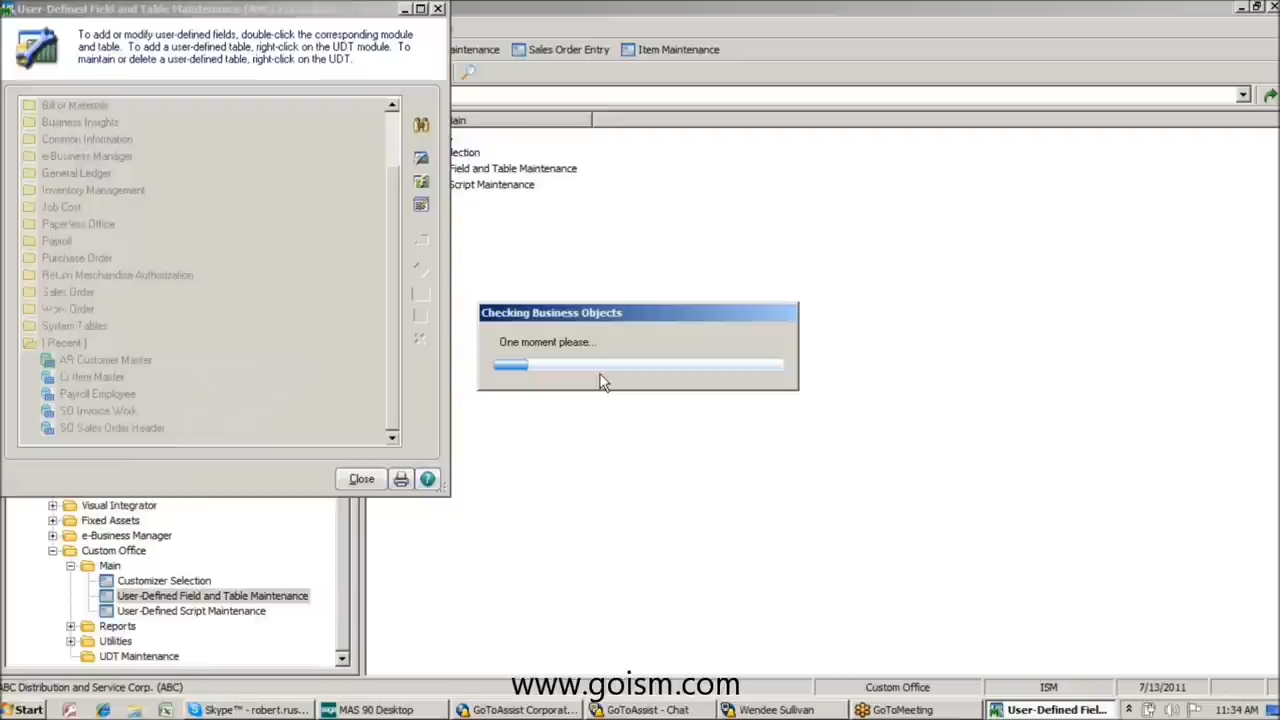 User-Defined Field and Table Maintenance (ABC)
To add or modify user-defined fields, double-click the corresponding module
and table. To add a user-defined table, right-click on the UDT module. To
maintain or delete a user-defined table, right-click on the UDT.
Maintenance
Sales Order Entry
Item Maintenance
Bill of Materials
Business Insights
Common Information
e-Business Manager
General Ledger
Inventory Management
Job Cost
Paperless Office
Payroll
Purchase Order
Return Merchandise Authorization
Sales Order
Work Order
System Tables
[ Recent ]
AR Customer Master
CI Item Master
Payroll Employee
SO Invoice Work
SO Sales Order Header
Close
ain
lection
Field and Table Maintenance
Script Maintenance
Checking Business Objects
One moment please...
Visual Integrator
Fixed Assets
e-Business Manager
Custom Office
Main
Customizer Selection
User-Defined Field and Table Maintenance
User-Defined Script Maintenance
Reports
Utilities
UDT Maintenance
ABC Distribution and Service Corp. (ABC)
www.goism.com
Custom Office
ISM
7/13/2011
Start
Skype™ - robert.rus...
MAS 90 Desktop
GoToAssist Corporat...
GoToAssist - Chat
Wendee Sullivan
GoToMeeting
User-Defined Fiel...
11:34 AM